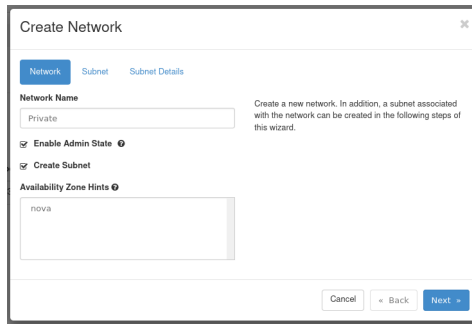 Create Network
×
Network Subnet Subnet Details
Network Name
Private
Enable Admin State
Create Subnet
Availability Zone Hints
nova
Create a new network. In addition, a subnet associated
with the network can be created in the following steps of
this wizard.
Cancel « Back Next »